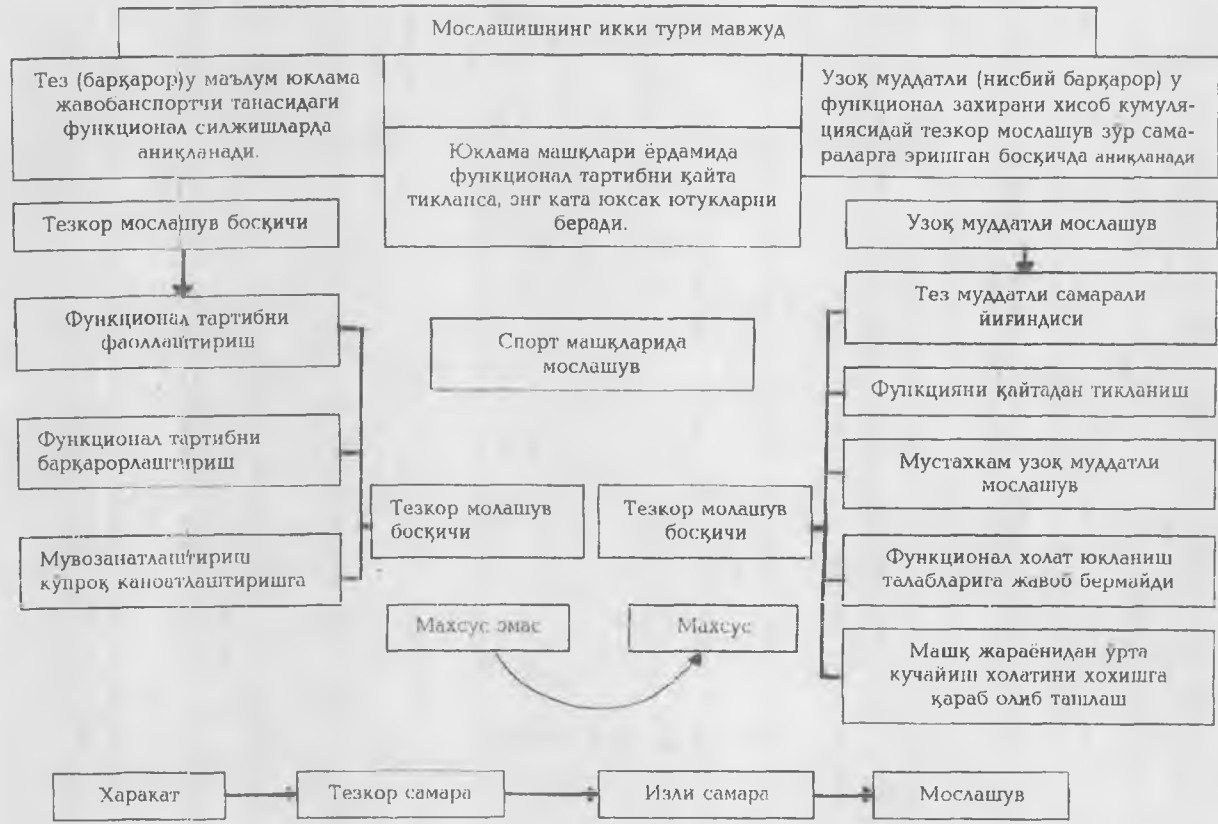 Мослашишнинг икки тури мавжуд
Тез (барқарор)у маълум юклама
жавобанспортчи танасидаги
функционал силжишларда
аниқланади.
Юклама машқлари ёрдамида
функционал тартибни қайта
тикланса, энг ката юксак ютукларни
беради.
Узоқ муддатли (нисбий барқарор) у
функционал захирани хисоб кумуля-
циясидай тезкор мослашув зўр сама-
раларга эришган босқичда аниқланади
Тезкор мослашув босқичи
Узоқ муддатли мослашув
Функционал тартибни
фаоллаштириш
Функционал тартибни
барқарорлаштириш
Мувозанатлаштириш
кўпроқ каноатлаштиришга
Спорт машқларида
мослашув
Тезкор молашув
босқичи
Тезкор молашув
босқичи
Тез муддатли самарали
йиғиндиси
Функцияни қайтадан тикланиш
Мустахкам узоқ муддатли
мослашув
Функционал холат юкланиш
талабларига жавоб бермайди
Машқ жараёнидан ўрта
кучайиш холатини хохишга
қараб олиб ташлаш
Махсус эмас
Махсус
Харакат
Тезкор самара
Изли самара
Мослашув